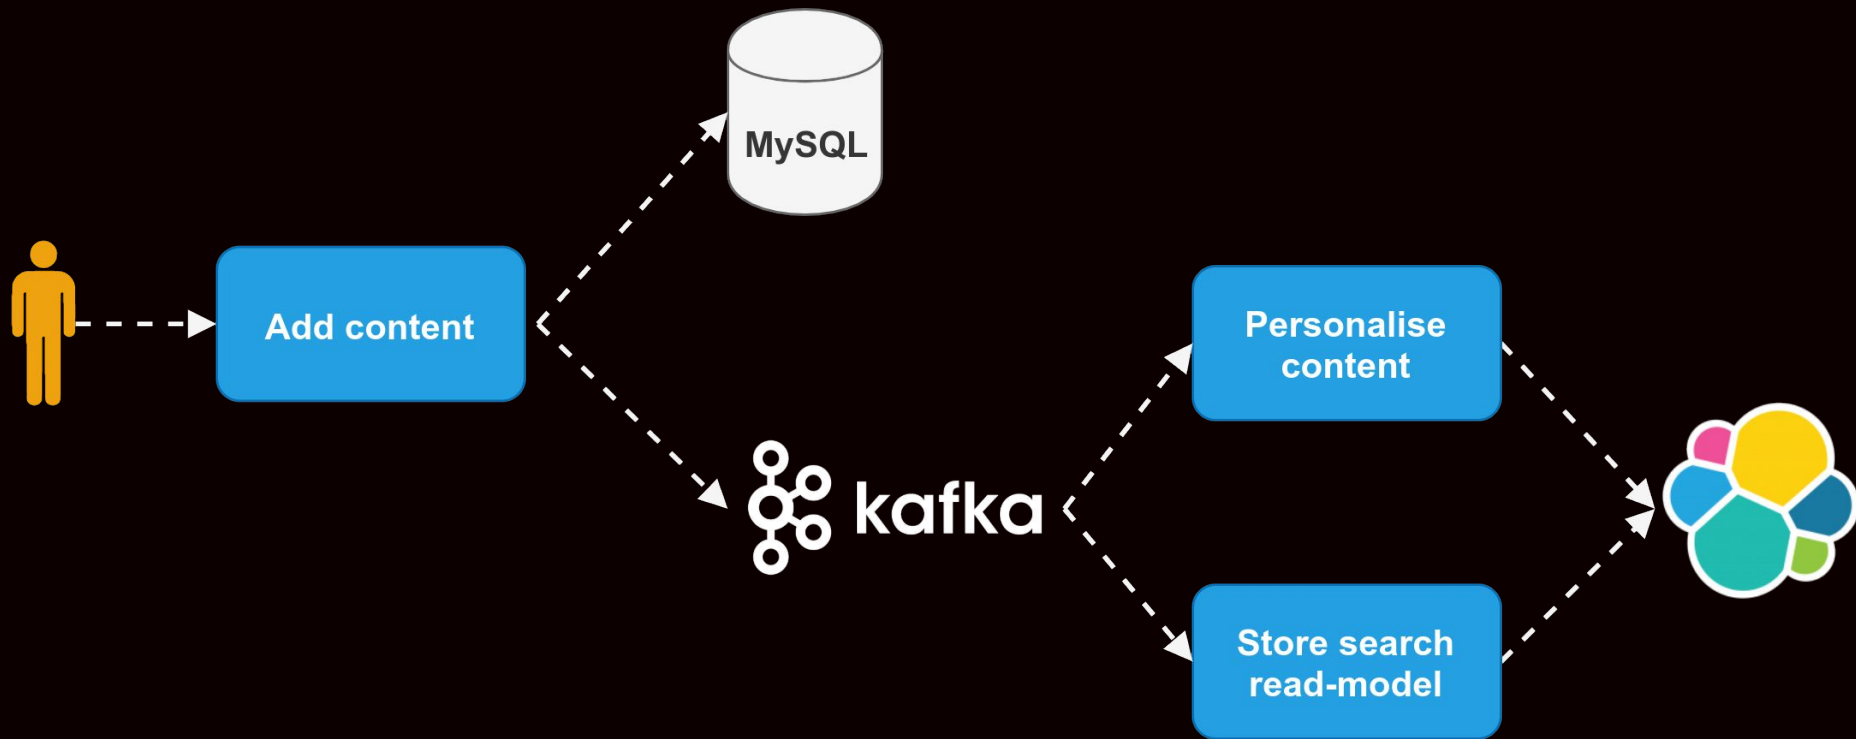 MySQL
Add content
Personalise
content
kafka
Store search
read-model